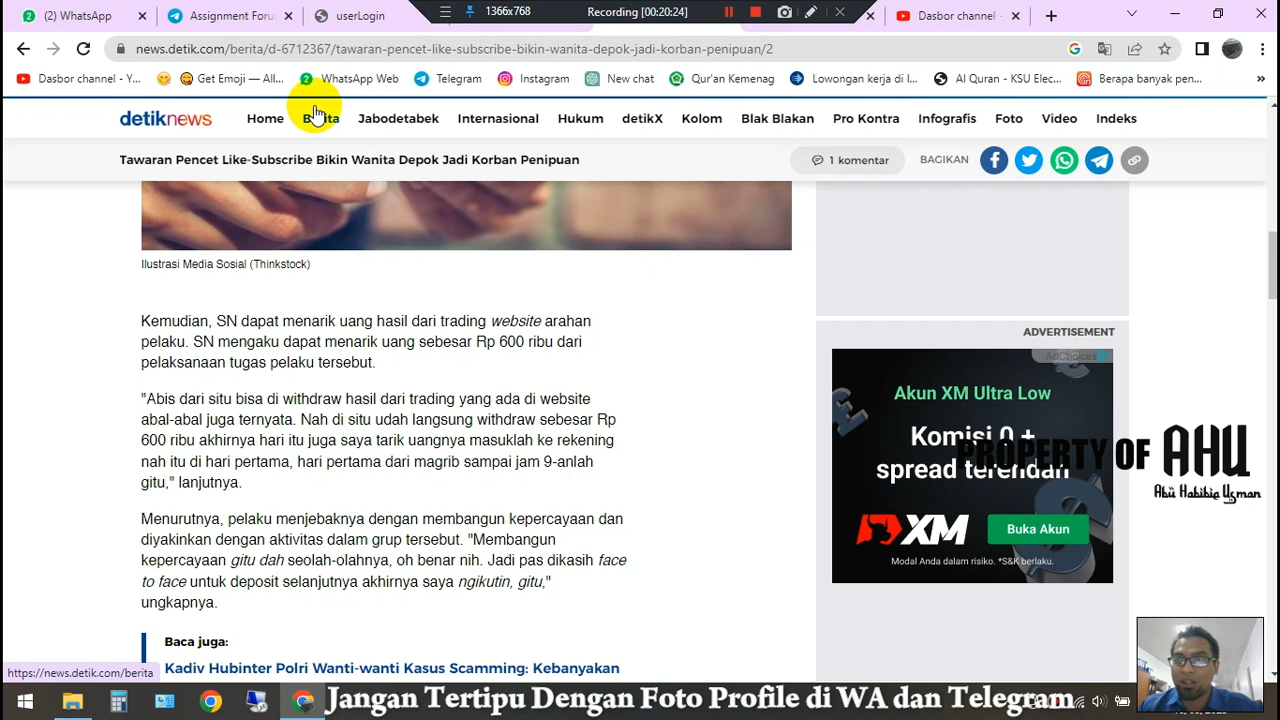 1366x768
Recording [00:20:24]
(2) WhatsApp
Assignment Forum
userLogin
Dasbor channel -
news.detik.com/berita/d-6712367/tawaran-pencet-like-subscribe-bikin-wanita-depok-jadi-korban-penipuan/2
Dasbor channel - Y...
Get Emoji — All...
WhatsApp Web
Telegram
Instagram
New chat
Qur'an Kemenag
Lowongan kerja di l...
Al Quran - KSU Elec...
Berapa banyak pen...
detiknews
Home
Berita
Jabodetabek
Internasional
Hukum
detikX
Kolom
Blak Blakan
Pro Kontra
Infografis
Foto
Video
Indeks
Tawaran Pencet Like-Subscribe Bikin Wanita Depok Jadi Korban Penipuan
1 komentar
BAGIKAN
Ilustrasi Media Sosial (Thinkstock)
Kemudian, SN dapat menarik uang hasil dari trading website arahan
pelaku. SN mengaku dapat menarik uang sebesar Rp 600 ribu dari
pelaksanaan tugas pelaku tersebut.
"Abis dari situ bisa di withdraw hasil dari trading yang ada di website
abal-abal juga ternyata. Nah di situ udah langsung withdraw sebesar Rp
600 ribu akhirnya hari itu juga saya tarik uangnya masuklah ke rekening
nah itu di hari pertama, hari pertama dari magrib sampai jam 9-anlah
gitu," lanjutnya.
Menurutnya, pelaku menjebaknya dengan membangun kepercayaan dan
diyakinkan dengan aktivitas dalam grup tersebut. "Membangun
kepercayaan gitu dah seolah-olahnya, oh benar nih. Jadi pas dikasih face
to face untuk deposit selanjutnya akhirnya saya ngikutin, gitu,"
ungkapnya.
Baca juga:
Kadiv Hubinter Polri Wanti-wanti Kasus Scamming: Kebanyakan
ADVERTISEMENT
AdChoices
Akun XM Ultra Low
Komisi 0 +
spread terendah
XM
Buka Akun
Modal Anda dalam risiko. *S&K berlaku.
PROPERTY OF AHU
Abu Habibie Usman
https://news.detik.com/berita
Jangan Tertipu Dengan Foto Profile di WA dan Telegram